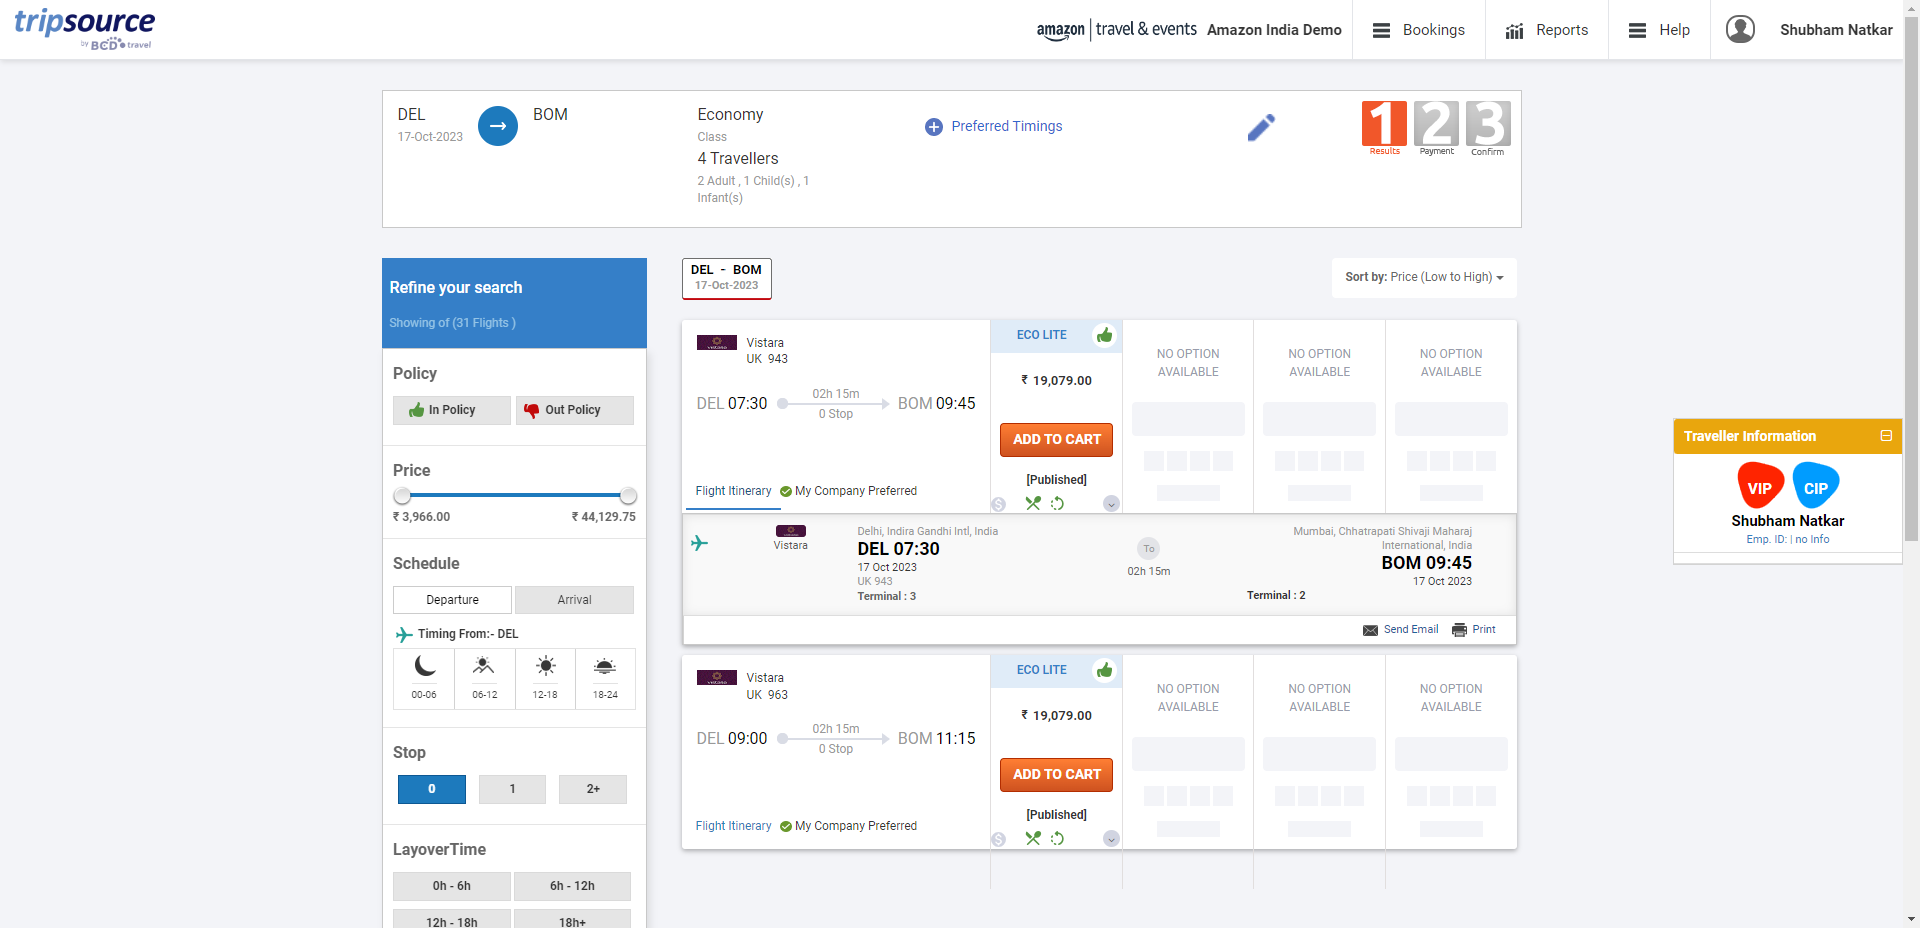 tripsource
by BCD travel
amazon | travel & events
Amazon India Demo
Bookings
Reports
Help
Shubham Natkar
DEL
17-Oct-2023
BOM
Economy
Class
4 Travellers
2 Adult , 1 Child(s) , 1
Infant(s)
Preferred Timings
1
Results
2
Payment
3
Confirm
Refine your search
Showing of (31 Flights )
Policy
In Policy
Out Policy
Price
₹ 3,966.00
₹ 44,129.75
Schedule
Departure
Arrival
Timing From:- DEL
00-06
06-12
12-18
18-24
Stop
0
1
2+
LayoverTime
0h - 6h
6h - 12h
12h - 18h
18h+
DEL - BOM
17-Oct-2023
Sort by: Price (Low to High)
Vistara
UK 943
DEL 07:30
02h 15m
0 Stop
BOM 09:45
Flight Itinerary
My Company Preferred
ECO LITE
₹ 19,079.00
ADD TO CART
[Published]
NO OPTION
AVAILABLE
NO OPTION
AVAILABLE
NO OPTION
AVAILABLE
Vistara
Delhi, Indira Gandhi Intl, India
DEL 07:30
17 Oct 2023
UK 943
Terminal : 3
To
02h 15m
Mumbai, Chhatrapati Shivaji Maharaj
International, India
BOM 09:45
17 Oct 2023
Terminal : 2
Send Email
Print
Vistara
UK 963
DEL 09:00
02h 15m
0 Stop
BOM 11:15
Flight Itinerary
My Company Preferred
ECO LITE
₹ 19,079.00
ADD TO CART
[Published]
NO OPTION
AVAILABLE
NO OPTION
AVAILABLE
NO OPTION
AVAILABLE
Traveller Information
VIP
CIP
Shubham Natkar
Emp. ID: | no Info